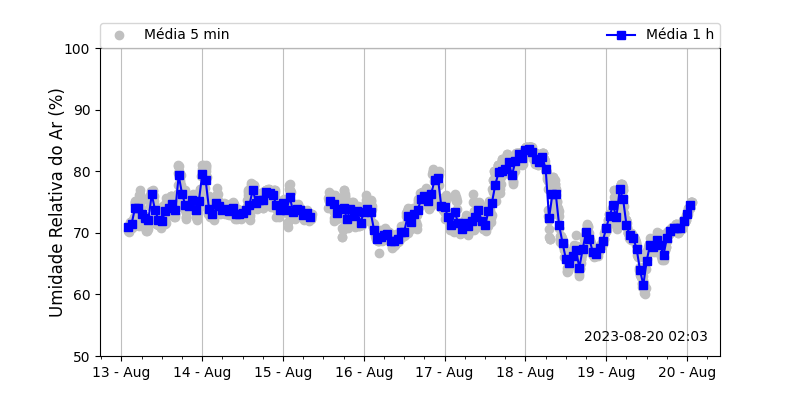 Média 5 min
Média 1 h
Umidade Relativa do Ar (%)
100
90
80
70
60
50
2023-08-20 02:03
13 - Aug
14 - Aug
15 - Aug
16 - Aug
17 - Aug
18 - Aug
19 - Aug
20 - Aug